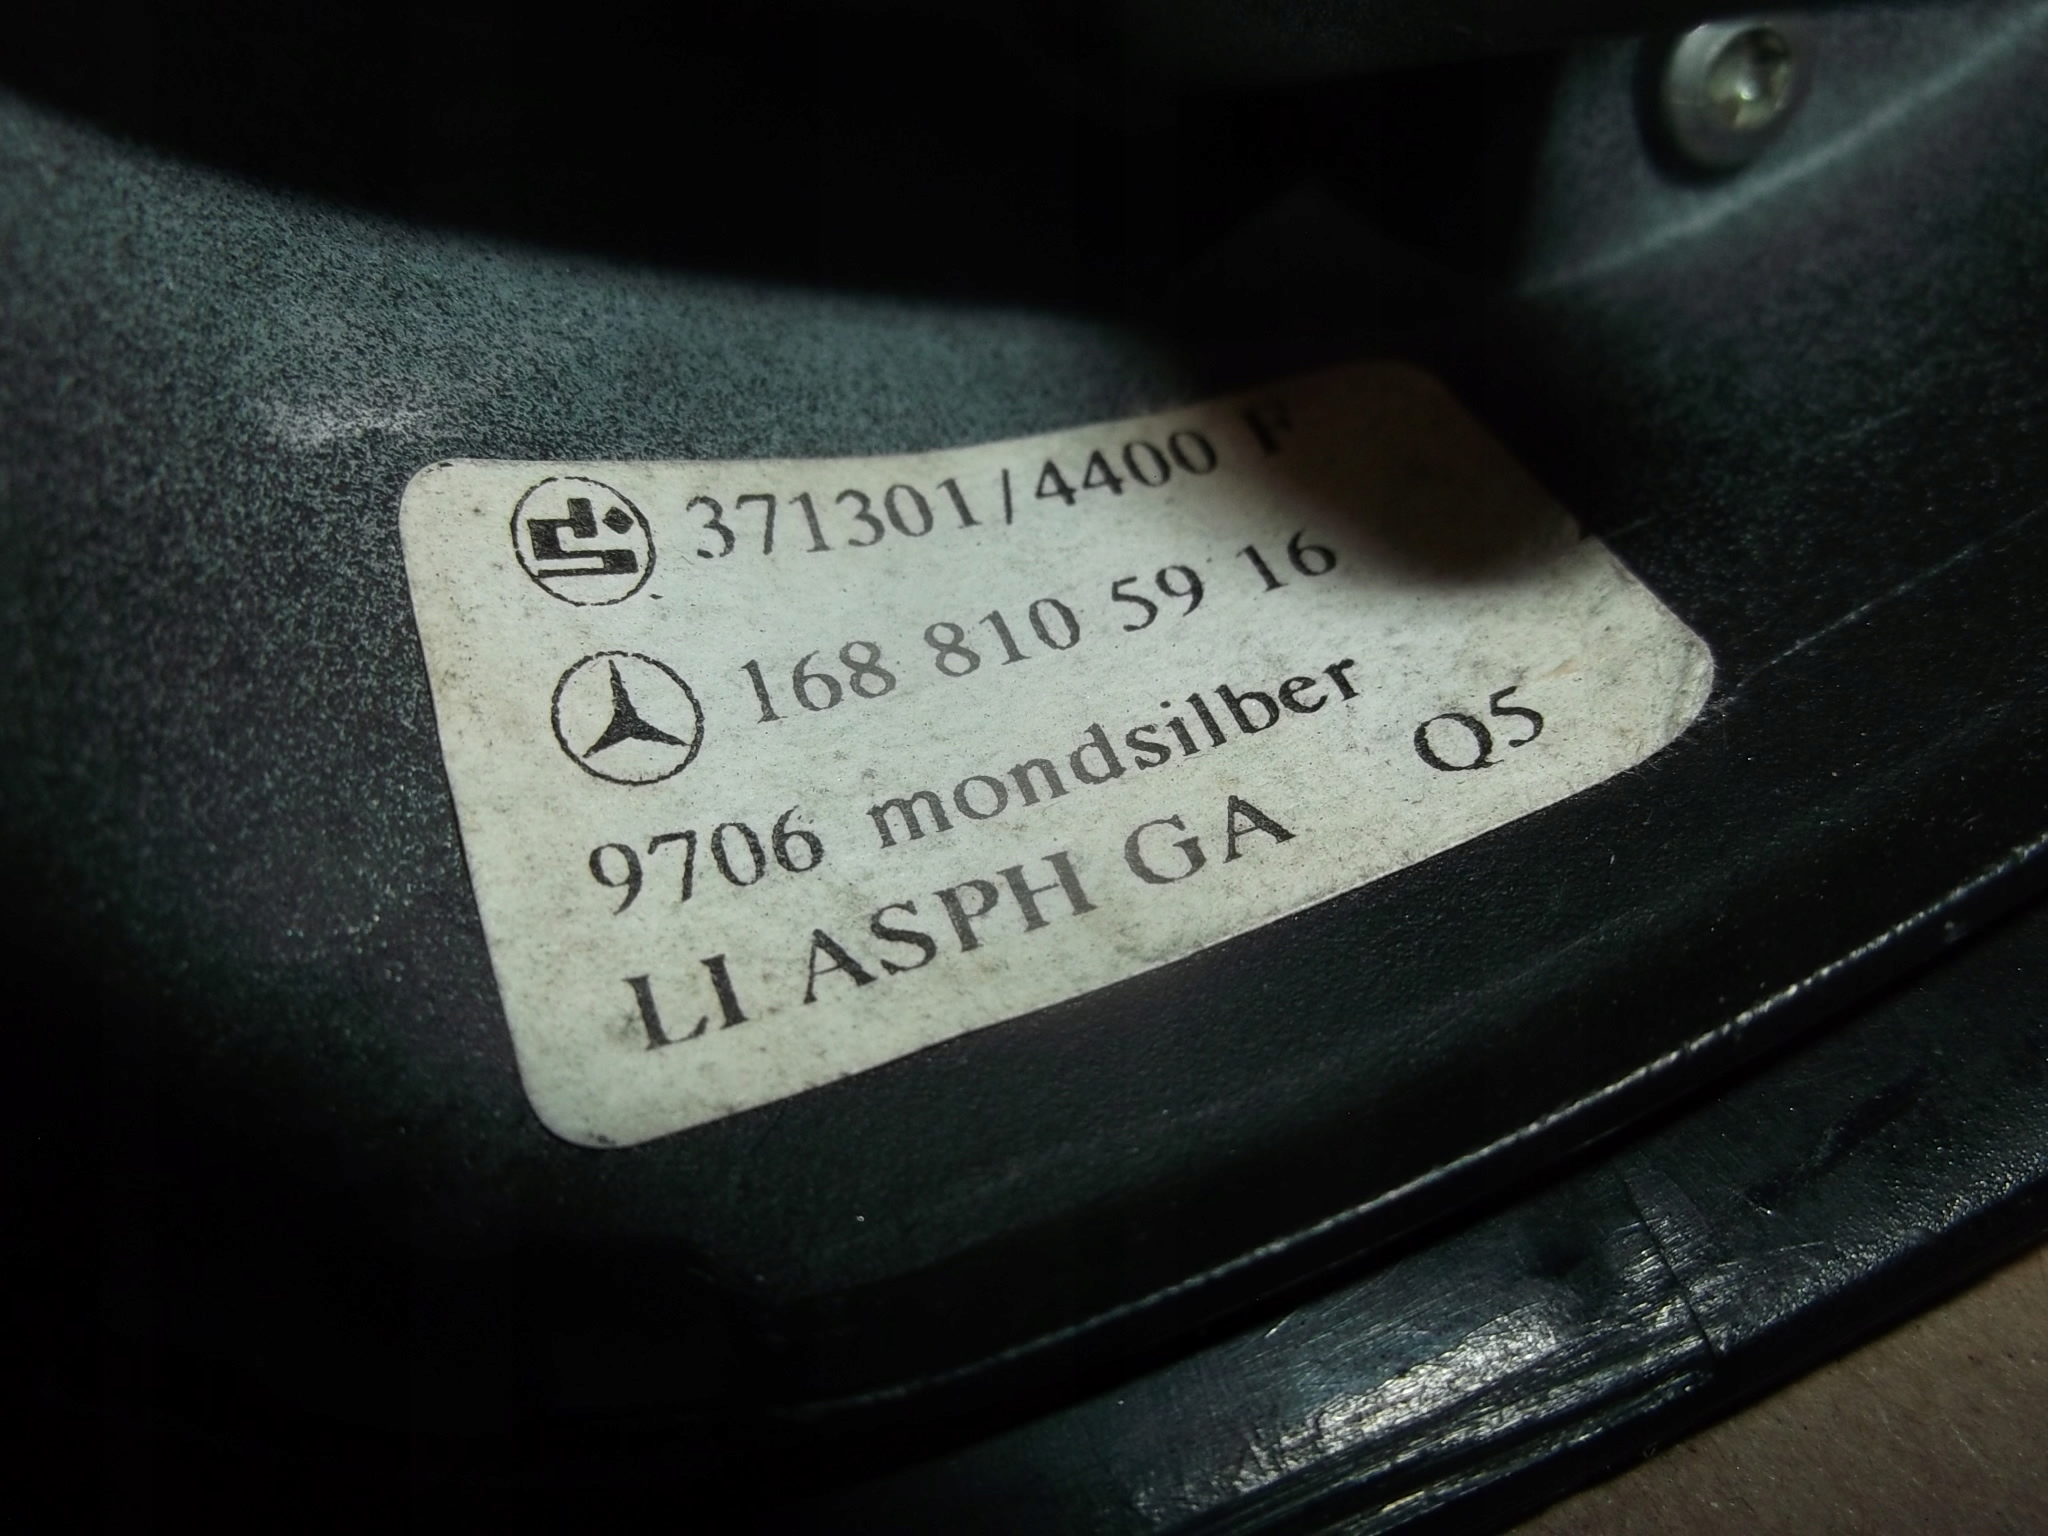 371301/4400 F
168 810 59 16
9706 mondsilber
LI ASPH GA Q5